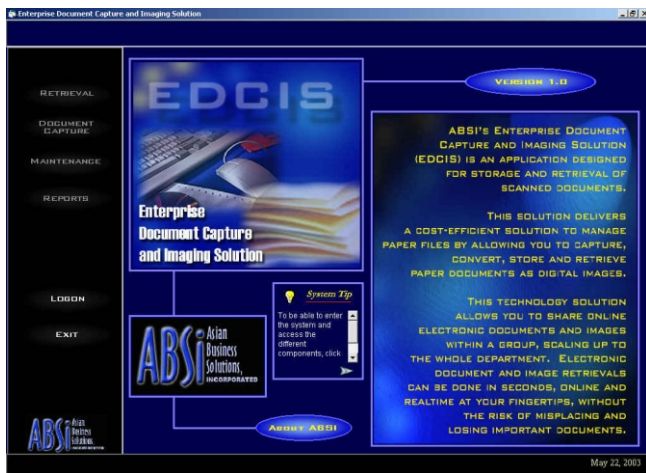 Enterprise Document Capture and Imaging Solution
RETRIEVAL
DOCUMENT
CAPTURE
MAINTENANCE
REPORTS
LOGON
EXIT
ABSi Asian
Business
Solutions,
INCORPORATED
EDCIS
Enterprise
Document Capture
and Imaging Solution
ABSi Asian
Business
Solutions,
INCORPORATED
System Tip
To be able to enter
the system and
access the
different
components, click
ABOUT ABSI
VERSION 1.0
ABSI'S ENTERPRISE DOCUMENT
CAPTURE AND IMAGING SOLUTION
(EDCIS) IS AN APPLICATION DESIGNED
FOR STORAGE AND RETRIEVAL OF
SCANNED DOCUMENTS.
THIS SOLUTION DELIVERS
A COST-EFFICIENT SOLUTION TO MANAGE
PAPER FILES BY ALLOWING YOU TO CAPTURE,
CONVERT, STORE AND RETRIEVE
PAPER DOCUMENTS AS DIGITAL IMAGES.
THIS TECHNOLOGY SOLUTION
ALLOWS YOU TO SHARE ONLINE
ELECTRONIC DOCUMENTS AND IMAGES
WITHIN A GROUP, SCALING UP TO
THE WHOLE DEPARTMENT. ELECTRONIC
DOCUMENT AND IMAGE RETRIEVALS
CAN BE DONE IN SECONDS, ONLINE AND
REALTIME AT YOUR FINGERTIPS, WITHOUT
THE RISK OF MISPLACING AND
LOSING IMPORTANT DOCUMENTS.
May 22, 2003